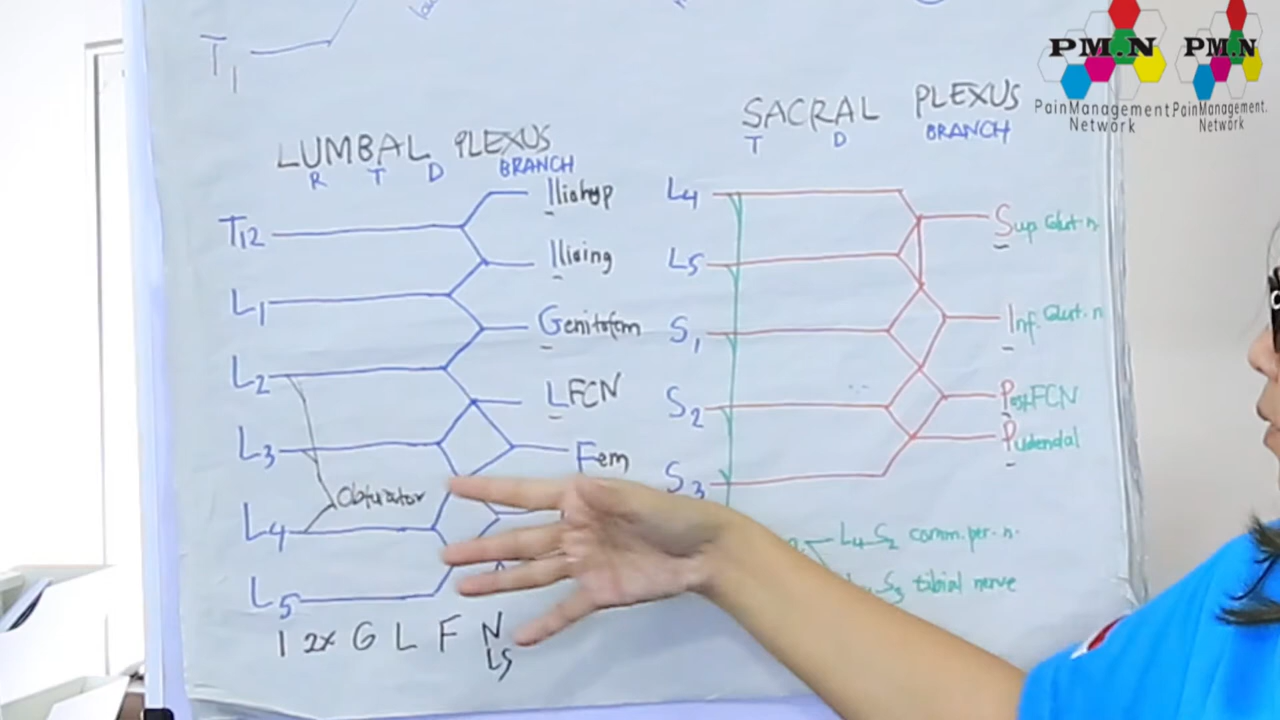 T1
LUMBAL PLEXUS
R T D BRANCH
T12
L1
L2
L3
L4
L5
Iliohyp
Ilioing
Genitofem
LFCN
Fem
Obturator
I 2x G L F N
LS
SACRAL PLEXUS
T D BRANCH
L4
L5
S1
S2
S3
Sup Glut n.
Inf. Glut. n
Post FCN
Pudendal
L4 S2 comm. per. n.
S3 tibial nerve
PM.N
PainManagement
Network
PM.N
PainManagement.
Network